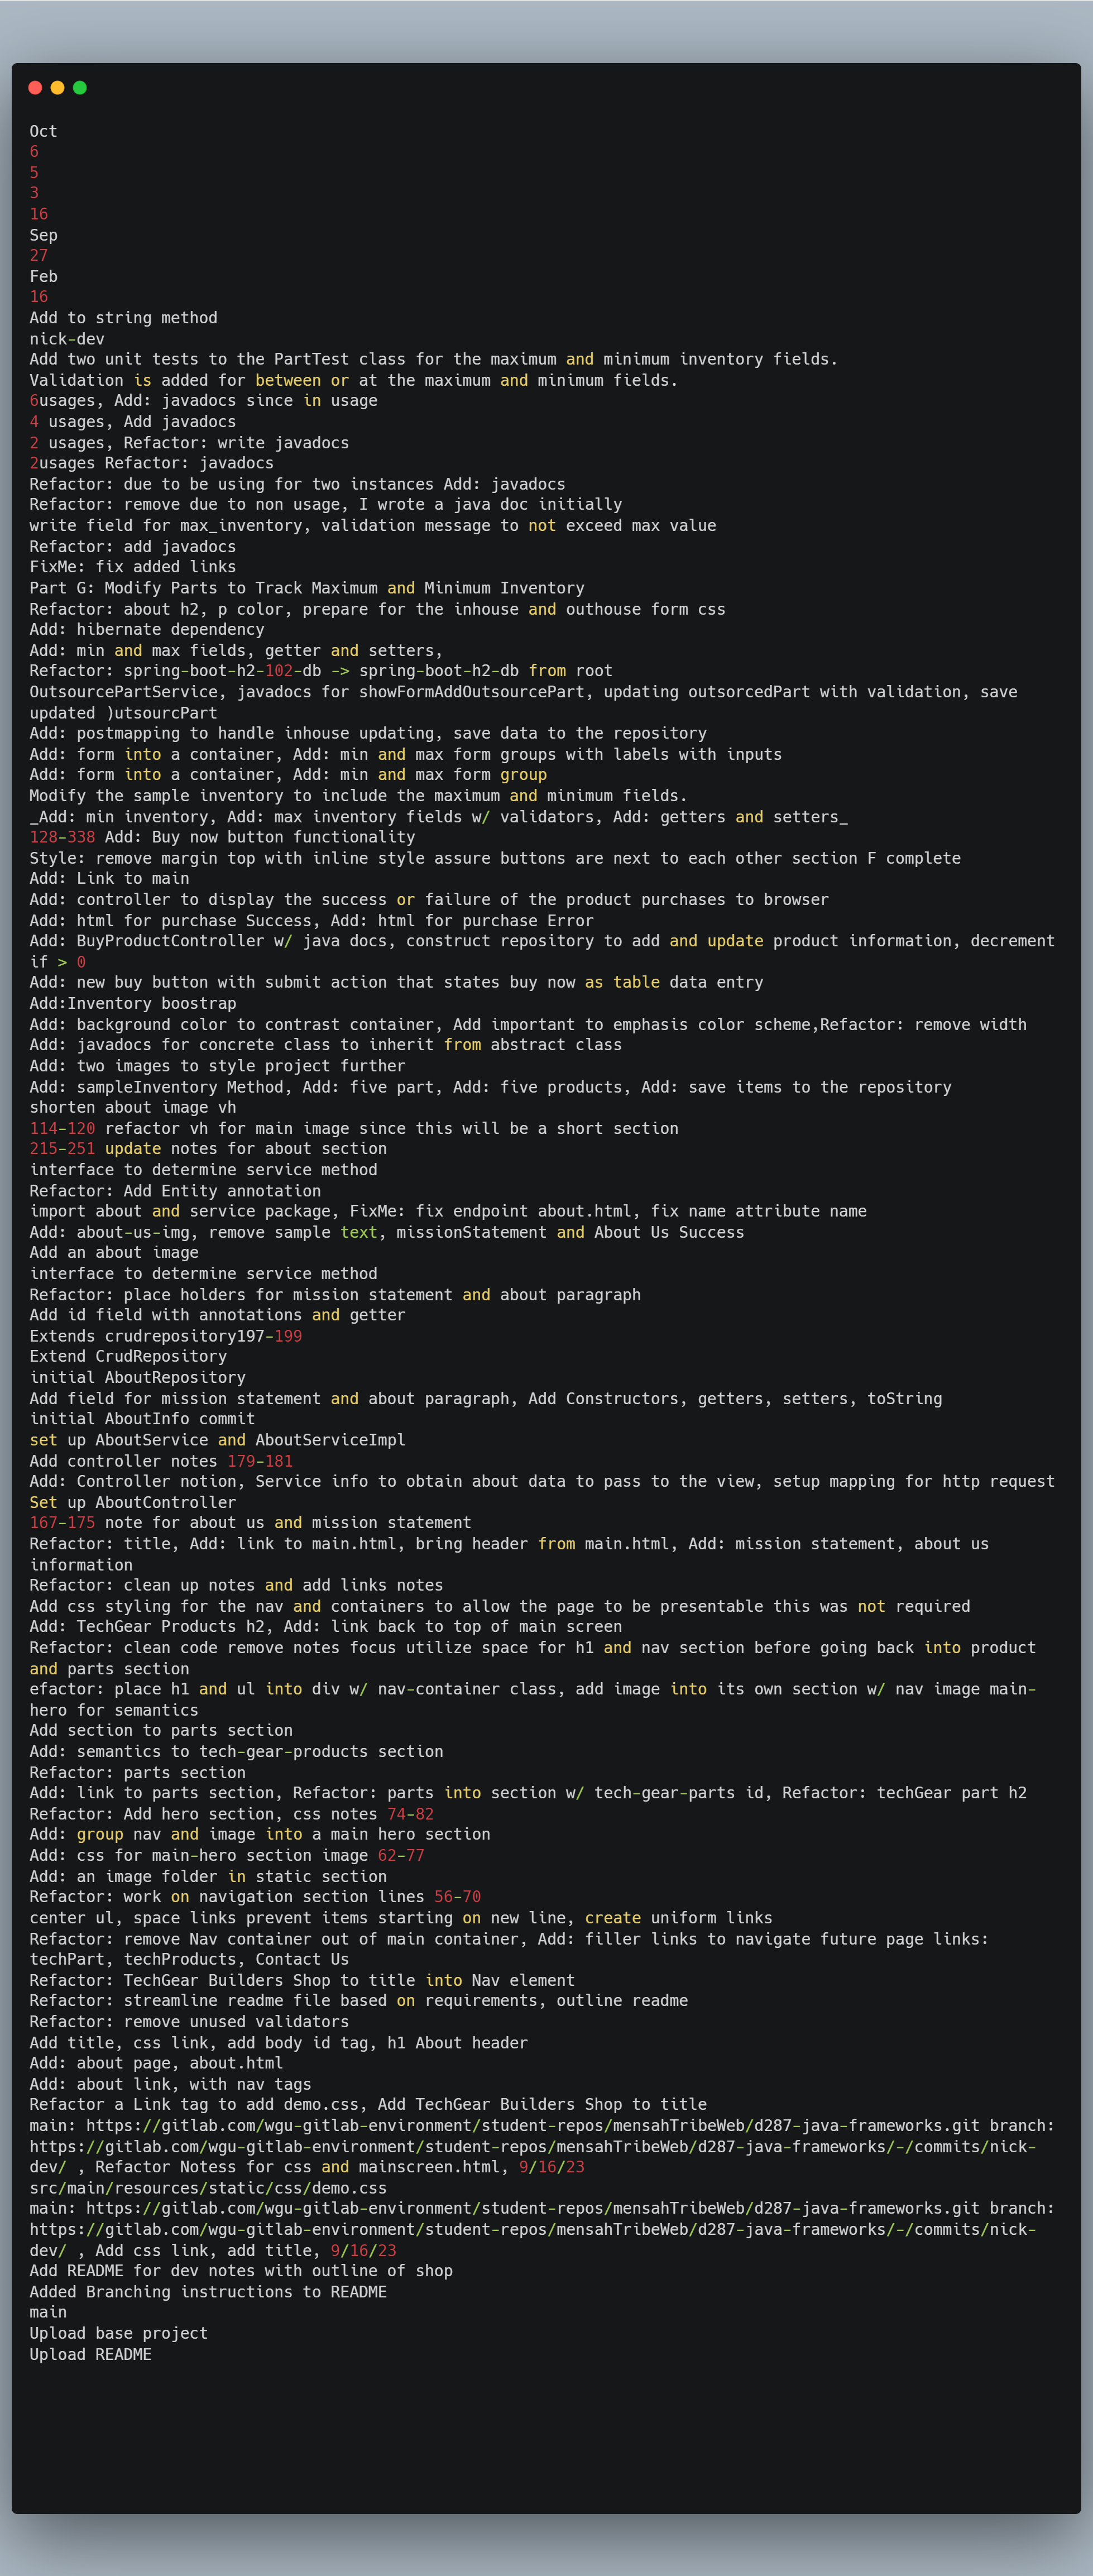 Oct
6
5
3
16
Sep
27
Feb
16
Add to string method
nick-dev
Add two unit tests to the PartTest class for the maximum and minimum inventory fields.
Validation is added for between or at the maximum and minimum fields.
6usages, Add: javadocs since in usage
4 usages, Add javadocs
2 usages, Refactor: write javadocs
2usages Refactor: javadocs
Refactor: due to be using for two instances Add: javadocs
Refactor: remove due to non usage, I wrote a java doc initially
write field for max_inventory, validation message to not exceed max value
Refactor: add javadocs
FixMe: fix added links
Part G: Modify Parts to Track Maximum and Minimum Inventory
Refactor: about h2, p color, prepare for the inhouse and outhouse form css
Add: hibernate dependency
Add: min and max fields, getter and setters,
Refactor: spring-boot-h2-102-db -> spring-boot-h2-db from root
OutsourcePartService, javadocs for showFormAddOutsourcePart, updating outsorcedPart with validation, save
updated )utsourcPart
Add: postmapping to handle inhouse updating, save data to the repository
Add: form into a container, Add: min and max form groups with labels with inputs
Add: form into a container, Add: min and max form group
Modify the sample inventory to include the maximum and minimum fields.
_Add: min inventory, Add: max inventory fields w/ validators, Add: getters and setters_
128-338 Add: Buy now button functionality
Style: remove margin top with inline style assure buttons are next to each other section F complete
Add: Link to main
Add: controller to display the success or failure of the product purchases to browser
Add: html for purchase Success, Add: html for purchase Error
Add: BuyProductController w/ java docs, construct repository to add and update product information, decrement
if > 0
Add: new buy button with submit action that states buy now as table data entry
Add:Inventory boostrap
Add: background color to contrast container, Add important to emphasis color scheme,Refactor: remove width
Add: javadocs for concrete class to inherit from abstract class
Add: two images to style project further
Add: sampleInventory Method, Add: five part, Add: five products, Add: save items to the repository
shorten about image vh
114-120 refactor vh for main image since this will be a short section
215-251 update notes for about section
interface to determine service method
Refactor: Add Entity annotation
import about and service package, FixMe: fix endpoint about.html, fix name attribute name
Add: about-us-img, remove sample text, missionStatement and About Us Success
Add an about image
interface to determine service method
Refactor: place holders for mission statement and about paragraph
Add id field with annotations and getter
Extends crudrepository197-199
Extend CrudRepository
initial AboutRepository
Add field for mission statement and about paragraph, Add Constructors, getters, setters, toString
initial AboutInfo commit
set up AboutService and AboutServiceImpl
Add controller notes 179-181
Add: Controller notion, Service info to obtain about data to pass to the view, setup mapping for http request
Set up AboutController
167-175 note for about us and mission statement
Refactor: title, Add: link to main.html, bring header from main.html, Add: mission statement, about us
information
Refactor: clean up notes and add links notes
Add css styling for the nav and containers to allow the page to be presentable this was not required
Add: TechGear Products h2, Add: link back to top of main screen
Refactor: clean code remove notes focus utilize space for h1 and nav section before going back into product
and parts section
efactor: place h1 and ul into div w/ nav-container class, add image into its own section w/ nav image main-
hero for semantics
Add section to parts section
Add: semantics to tech-gear-products section
Refactor: parts section
Add: link to parts section, Refactor: parts into section w/ tech-gear-parts id, Refactor: techGear part h2
Refactor: Add hero section, css notes 74-82
Add: group nav and image into a main hero section
Add: css for main-hero section image 62-77
Add: an image folder in static section
Refactor: work on navigation section lines 56-70
center ul, space links prevent items starting on new line, create uniform links
Refactor: remove Nav container out of main container, Add: filler links to navigate future page links:
techPart, techProducts, Contact Us
Refactor: TechGear Builders Shop to title into Nav element
Refactor: streamline readme file based on requirements, outline readme
Refactor: remove unused validators
Add title, css link, add body id tag, h1 About header
Add: about page, about.html
Add: about link, with nav tags
Refactor a Link tag to add demo.css, Add TechGear Builders Shop to title
main: https://gitlab.com/wgu-gitlab-environment/student-repos/mensahTribeWeb/d287-java-frameworks.git branch:
https://gitlab.com/wgu-gitlab-environment/student-repos/mensahTribeWeb/d287-java-frameworks/-/commits/nick-
dev/ , Refactor Notess for css and mainscreen.html, 9/16/23
src/main/resources/static/css/demo.css
main: https://gitlab.com/wgu-gitlab-environment/student-repos/mensahTribeWeb/d287-java-frameworks.git branch:
https://gitlab.com/wgu-gitlab-environment/student-repos/mensahTribeWeb/d287-java-frameworks/-/commits/nick-
dev/ , Add css link, add title, 9/16/23
Add README for dev notes with outline of shop
Added Branching instructions to README
main
Upload base project
Upload README